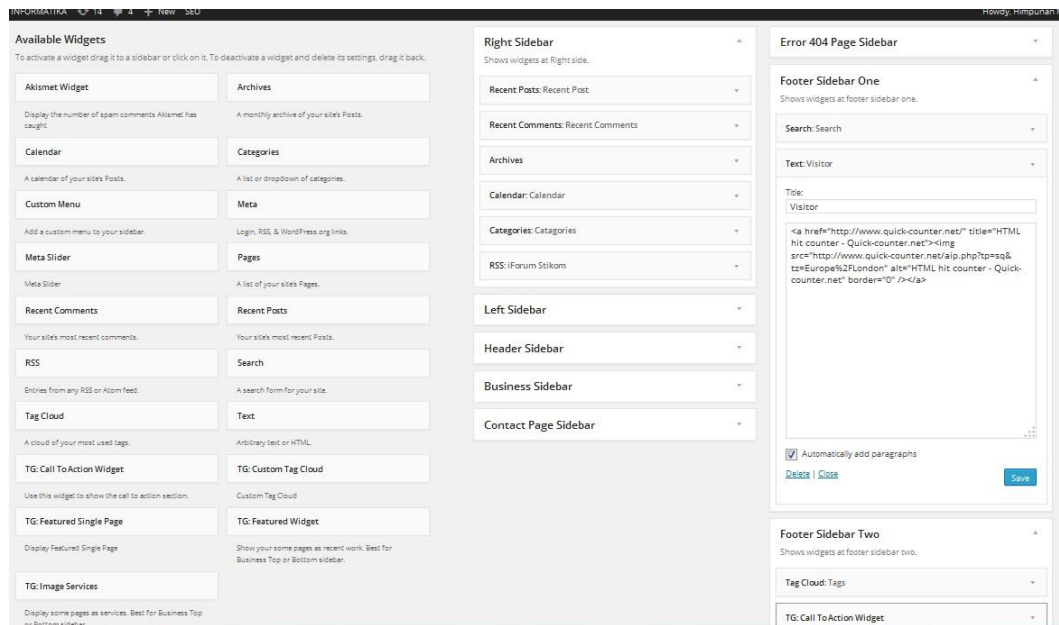 INFORMATIKA 14 4 + New SEO
Howdy, Himpunan
Available Widgets
To activate a widget drag it to a sidebar or click on it. To deactivate a widget and delete its settings, drag it back.
Akismet Widget
Display the number of spam comments Akismet has
caught
Archives
A monthly archive of your site's Posts.
Calendar
A calendar of your site's Posts.
Categories
A list or dropdown of categories.
Custom Menu
Add a custom menu to your sidebar.
Meta
Login, RSS, & WordPress.org links.
Meta Slider
Meta Slider
Pages
A list of your site's Pages.
Recent Comments
Your site's most recent comments.
Recent Posts
Your site's most recent Posts.
RSS
Entries from any RSS or Atom feed.
Search
A search form for your site.
Tag Cloud
A cloud of your most used tags.
Text
Arbitrary text or HTML.
TG: Call To Action Widget
Use this widget to show the call to action section.
TG: Custom Tag Cloud
Custom Tag Cloud
TG: Featured Single Page
Display Featured Single Page
TG: Featured Widget
Show your some pages as recent work. Best for
Business Top or Bottom sidebar.
TG: Image Services
Display some pages as services. Best for Business Top
or Bottom sidebar.
Right Sidebar
Shows widgets at Right side.
Recent Posts: Recent Post
Recent Comments: Recent Comments
Archives
Calendar: Calendar
Categories: Catagories
RSS: iForum Stikom
Left Sidebar
Header Sidebar
Business Sidebar
Contact Page Sidebar
Error 404 Page Sidebar
Footer Sidebar One
Shows widgets at footer sidebar one.
Search: Search
Text: Visitor
Title:
Visitor
<a href="http://www.quick-counter.net/" title="HTML
hit counter - Quick-counter.net"><img
src="http://www.quick-counter.net/aip.php?tp=sq&
tz=Europe%2FLondon" alt="HTML hit counter - Quick-
counter.net" border="0" /></a>
Automatically add paragraphs
Delete | Close
Save
Footer Sidebar Two
Shows widgets at footer sidebar two.
Tag Cloud: Tags
TG: Call To Action Widget